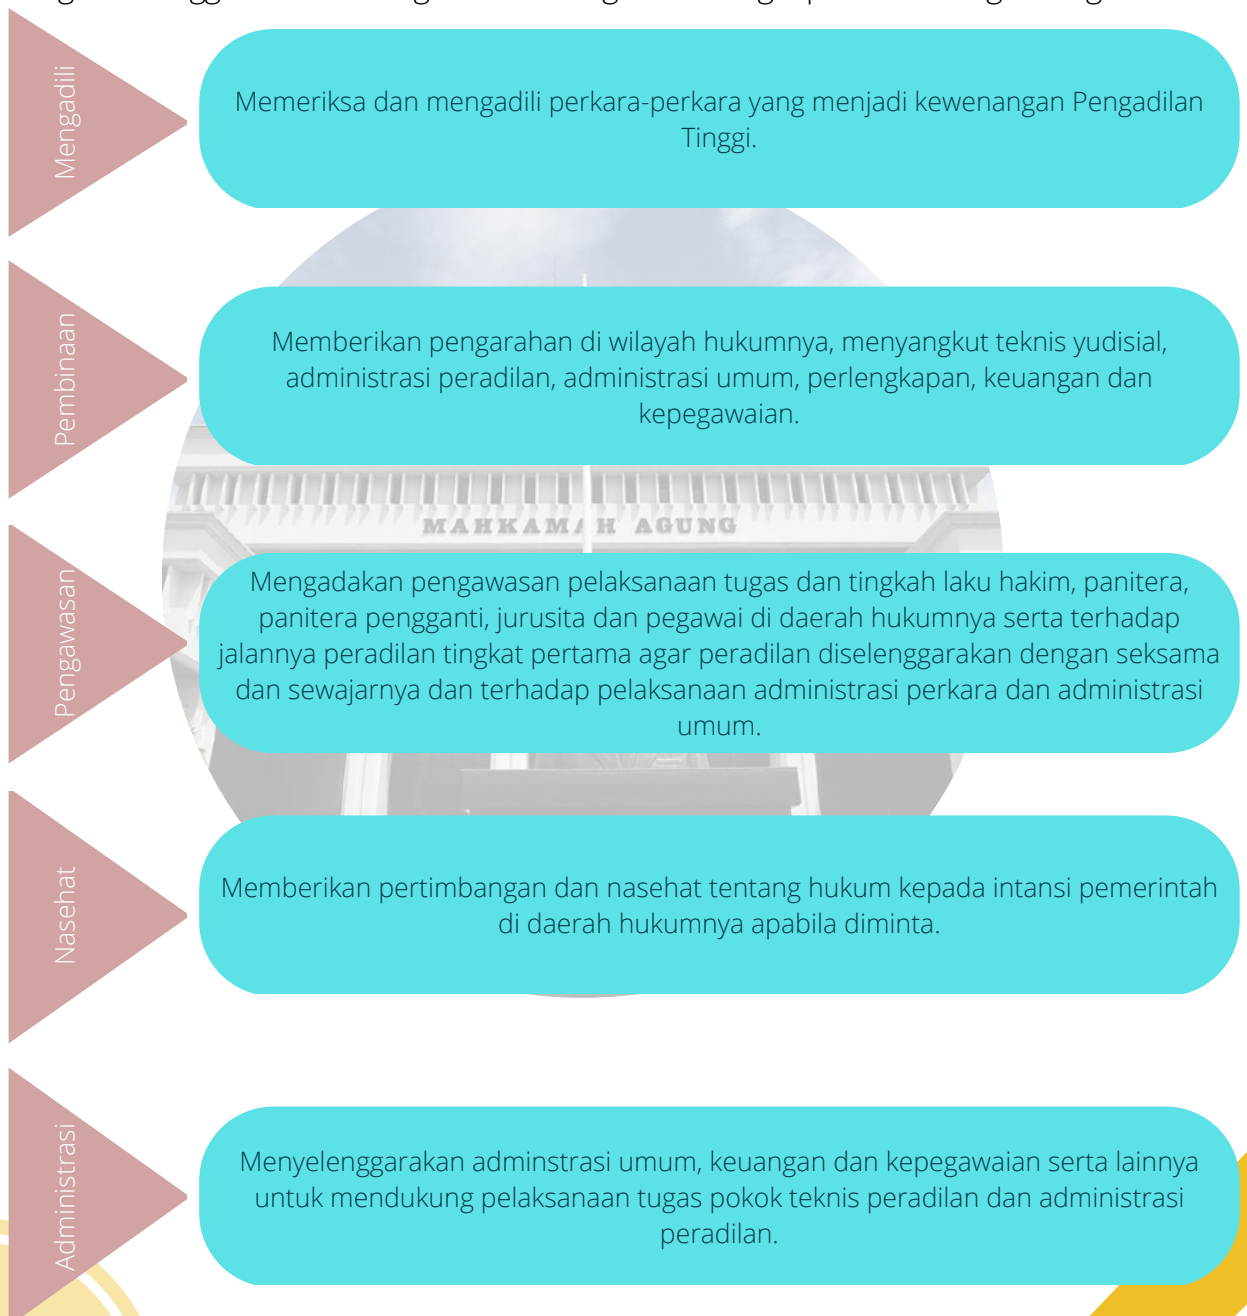 Mengadili
Memeriksa dan mengadili perkara-perkara yang menjadi kewenangan Pengadilan
Tinggi.
Pembinaan
Memberikan pengarahan di wilayah hukumnya, menyangkut teknis yudisial,
administrasi peradilan, administrasi umum, perlengkapan, keuangan dan
kepegawaian.
MAHKAMAH AGUNG
Pengawasan
Mengadakan pengawasan pelaksanaan tugas dan tingkah laku hakim, panitera,
panitera pengganti, jurusita dan pegawai di daerah hukumnya serta terhadap
jalannya peradilan tingkat pertama agar peradilan diselenggarakan dengan seksama
dan sewajarnya dan terhadap pelaksanaan administrasi perkara dan administrasi
umum.
Nasehat
Memberikan pertimbangan dan nasehat tentang hukum kepada intansi pemerintah
di daerah hukumnya apabila diminta.
Administrasi
Menyelenggarakan adminstrasi umum, keuangan dan kepegawaian serta lainnya
untuk mendukung pelaksanaan tugas pokok teknis peradilan dan administrasi
peradilan.